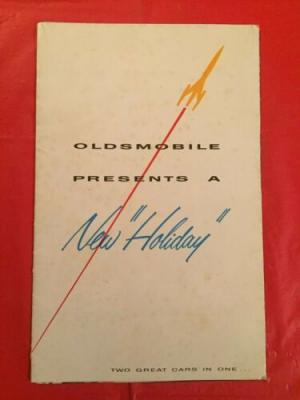 OLDSMOBILE
PRESENTS A
New "Holiday"
TWO GREAT CARS IN ONE...